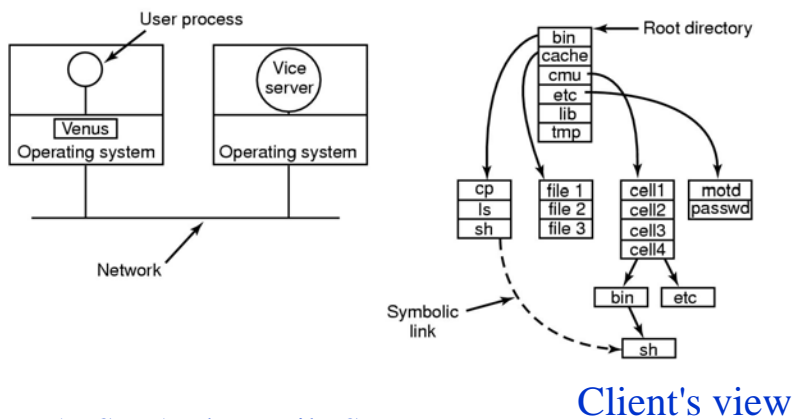 User process
Venus
Operating system
Vice
server
Operating system
Network
Root directory
bin
cache
cmu
etc
lib
tmp
cp
ls
sh
file 1
file 2
file 3
cell1
cell2
cell3
cell4
motd
passwd
bin
etc
Symbolic
link
sh
Client's view